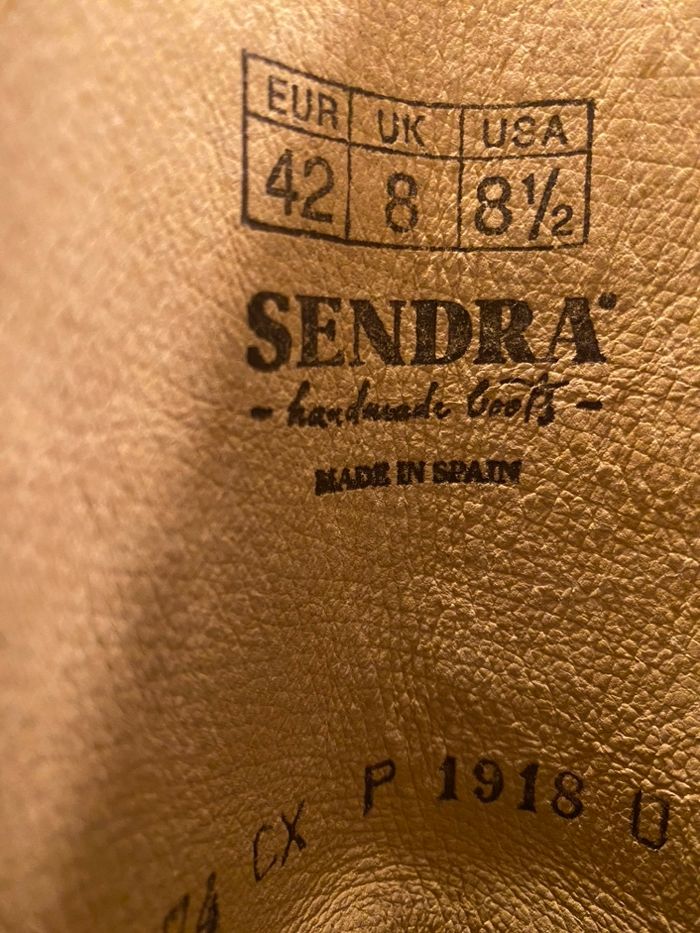 EUR UK USA
42 8 8½
SENDRA
- handmade boots -
MADE IN SPAIN
CX P 1918 U